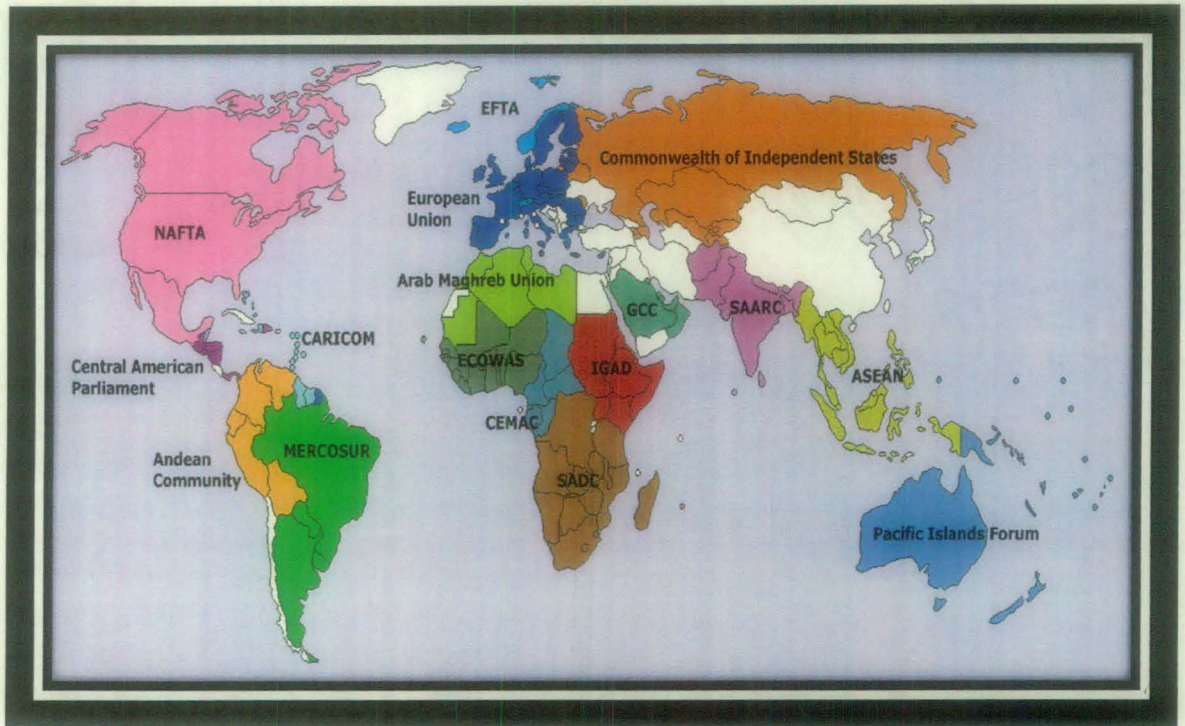 EFTA
Commonwealth of Independent States
European
Union
NAFTA
Arab Maghreb Union
GCC
SAARC
CARICOM
ECOWAS
IGAD
Central American
Parliament
ASEAN
CEMAC
MERCOSUR
Andean
Community
SADC
Pacific Islands Forum